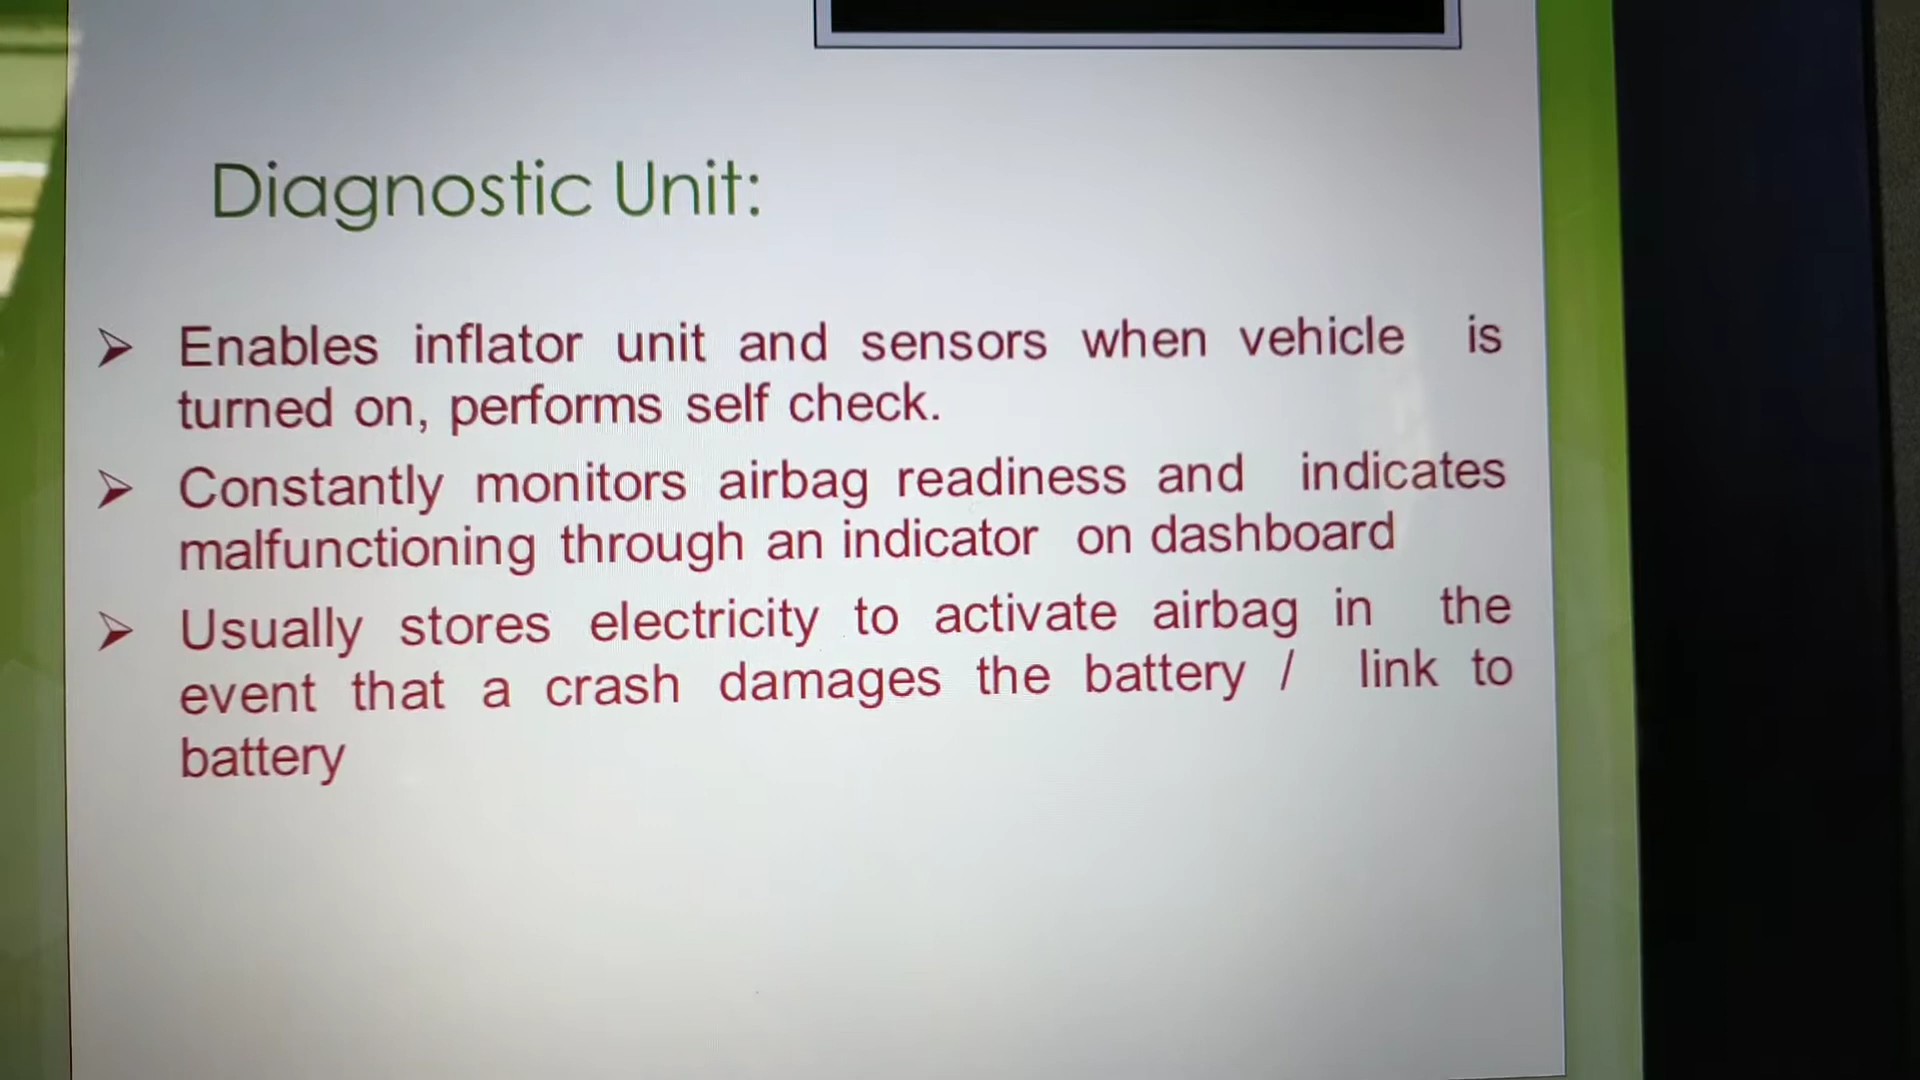 Diagnostic Unit:
➢ Enables inflator unit and sensors when vehicle is
turned on, performs self check.
➢ Constantly monitors airbag readiness and indicates
malfunctioning through an indicator on dashboard
➢ Usually stores electricity to activate airbag in the
event that a crash damages the battery / link to
battery